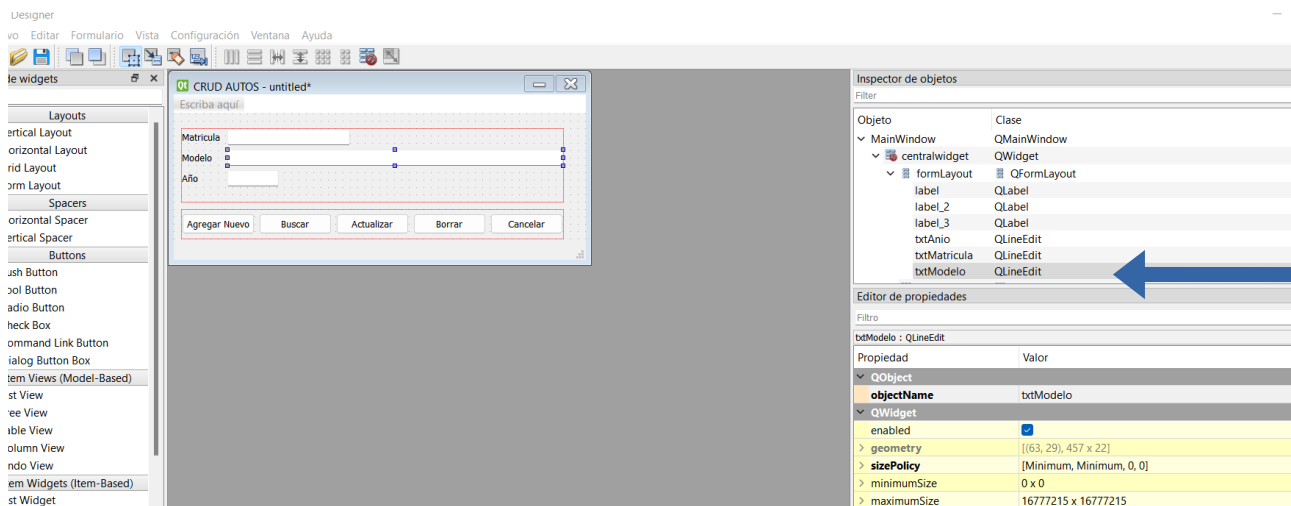 Designer
vo Editar Formulario Vista Configuración Ventana Ayuda
de widgets
Layouts
ertical Layout
orizontal Layout
rid Layout
orm Layout
Spacers
orizontal Spacer
ertical Spacer
Buttons
ush Button
ool Button
adio Button
heck Box
ommand Link Button
ialog Button Box
tem Views (Model-Based)
st View
ree View
able View
olumn View
ndo View
em Widgets (Item-Based)
st Widget
Qt CRUD AUTOS - untitled*
Escriba aquí
Matricula
Modelo
Año
Agregar Nuevo Buscar Actualizar Borrar Cancelar
Inspector de objetos
Filter
Objeto Clase
MainWindow QMainWindow
centralwidget QWidget
formLayout QFormLayout
label QLabel
label_2 QLabel
label_3 QLabel
txtAnio QLineEdit
txtMatricula QLineEdit
txtModelo QLineEdit
Editor de propiedades
Filtro
txtModelo : QLineEdit
Propiedad Valor
QObject
objectName txtModelo
QWidget
enabled
geometry [(63, 29), 457 x 22]
sizePolicy [Minimum, Minimum, 0, 0]
minimumSize 0 x 0
maximumSize 16777215 x 16777215